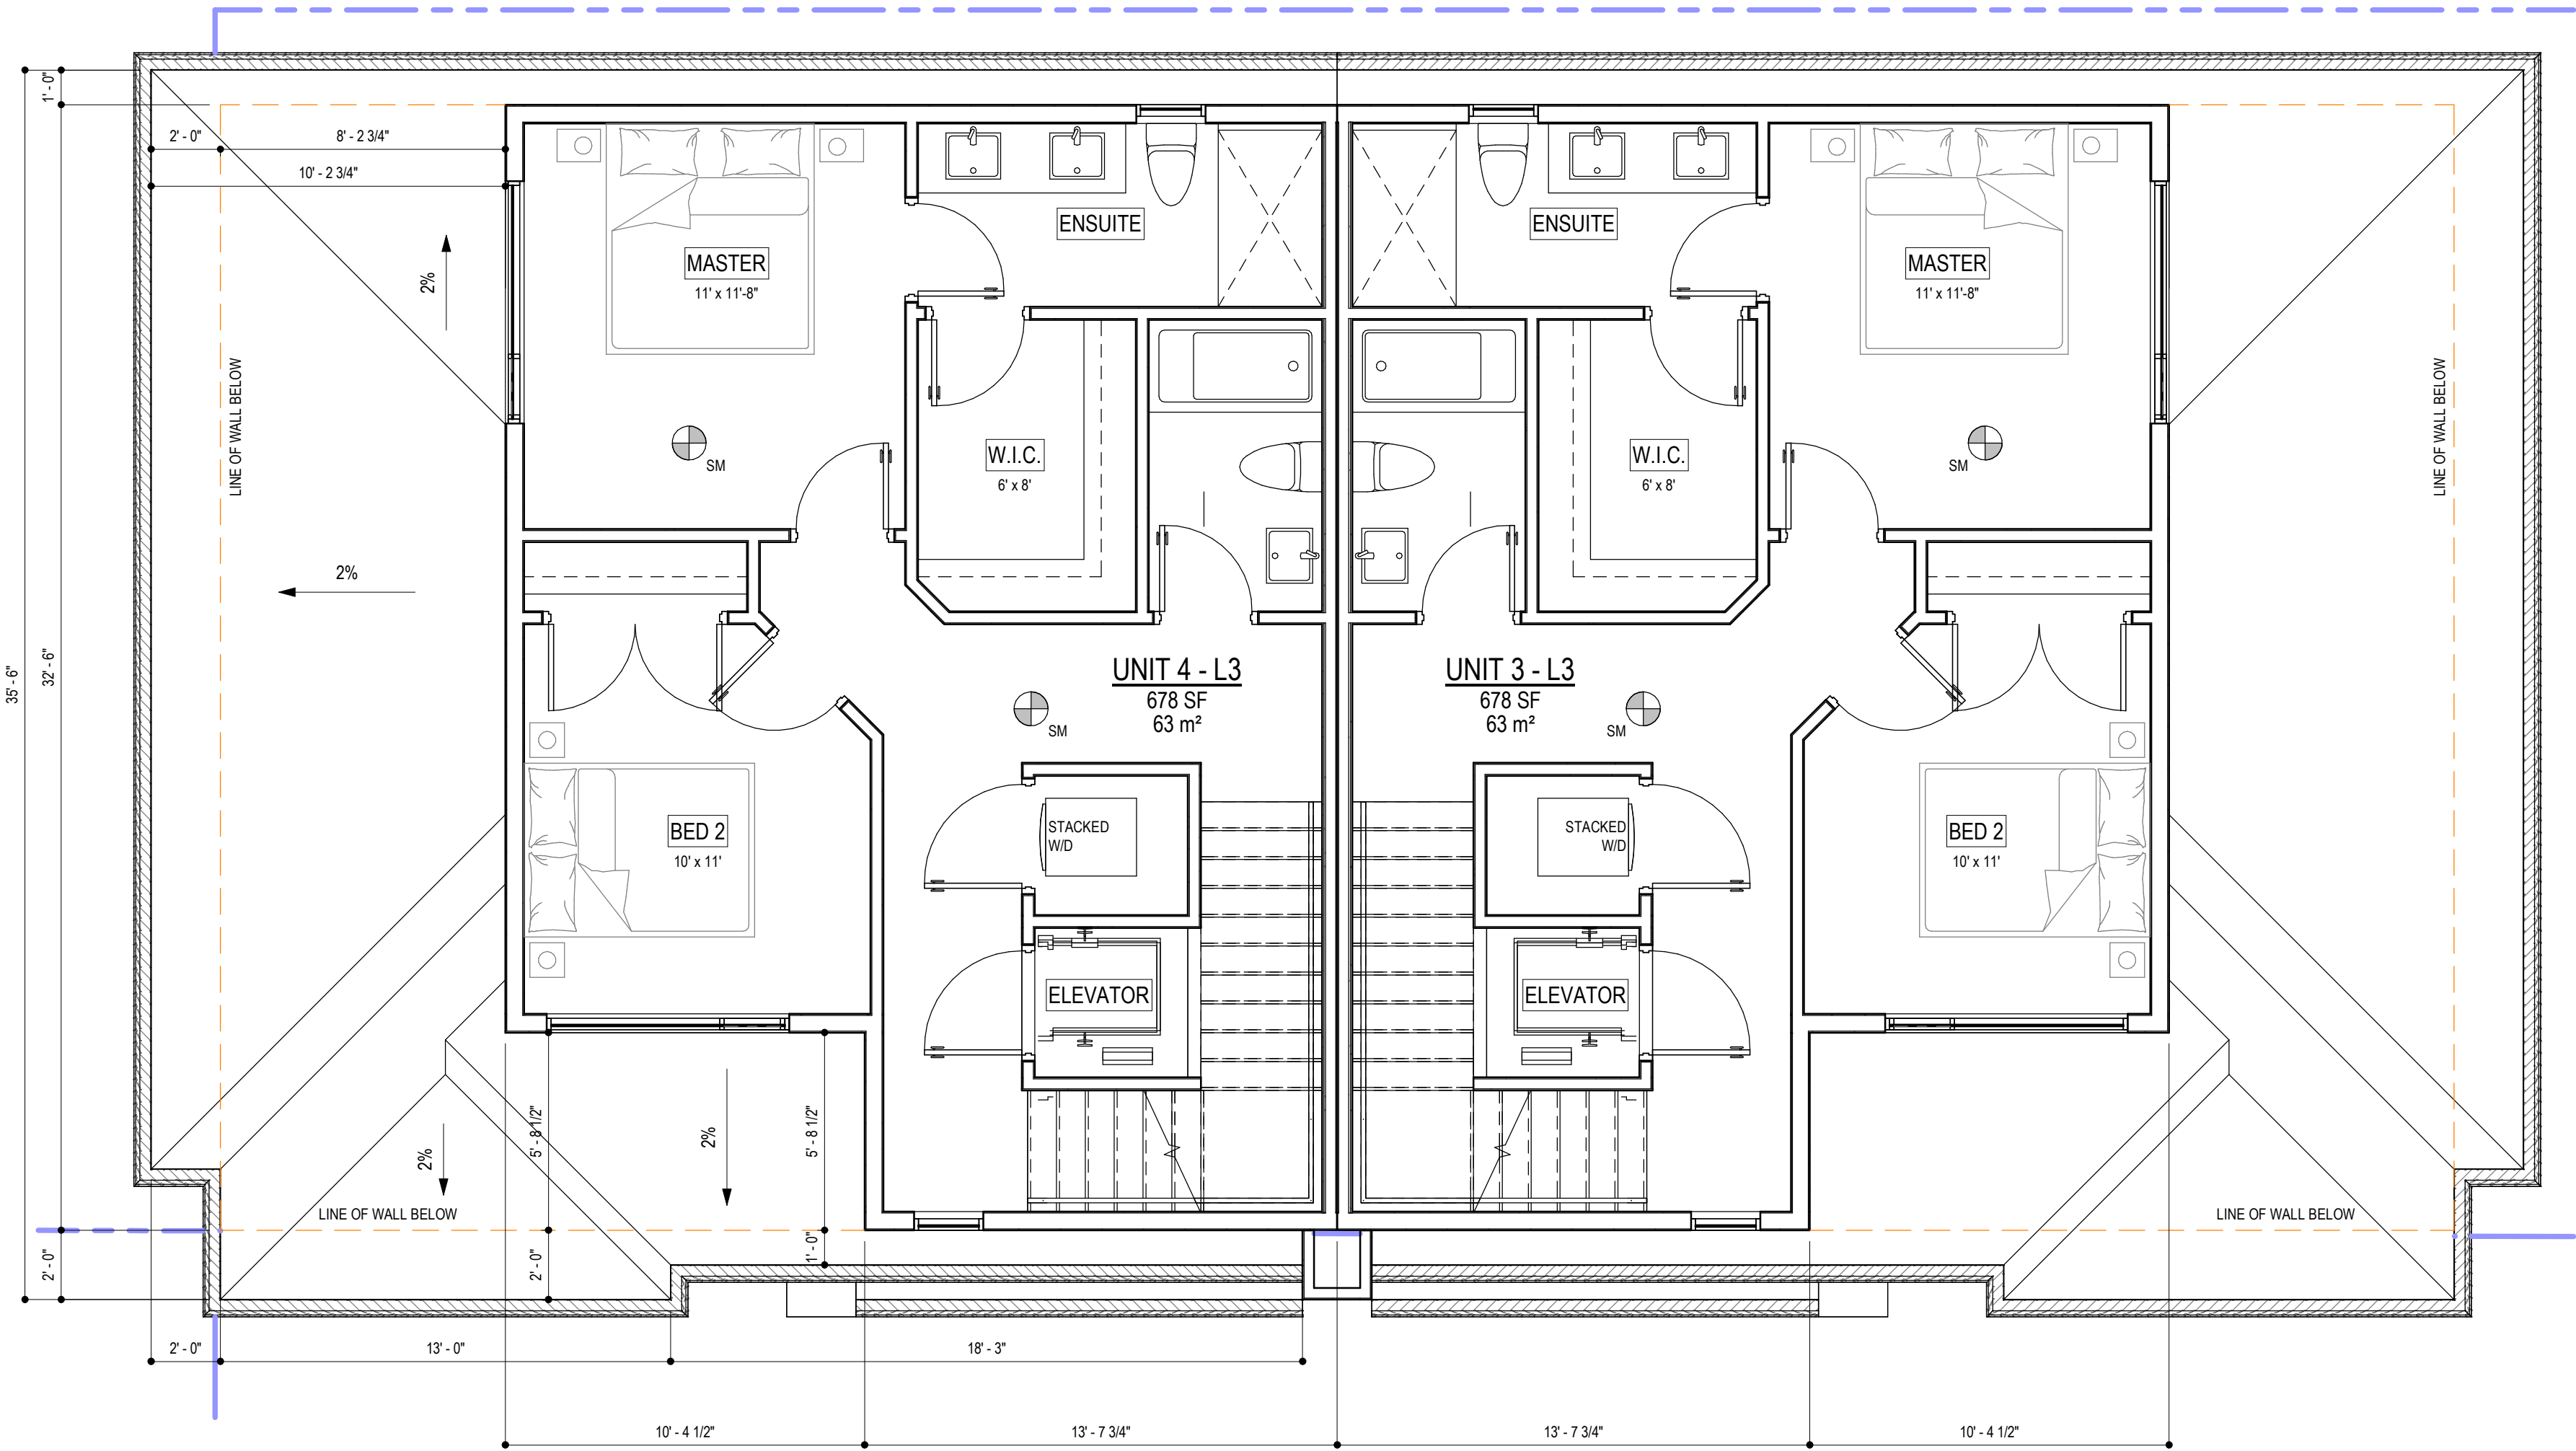 1' - 0"
2' - 0"
8' - 2 3/4"
10' - 2 3/4"
2%
2%
LINE OF WALL BELOW
35' - 6"
32' - 6"
MASTER
11' x 11'-8"
SM
ENSUITE
W.I.C.
6' x 8'
ENSUITE
W.I.C.
6' x 8'
MASTER
11' x 11'-8"
SM
LINE OF WALL BELOW
UNIT 4 - L3
678 SF
63 m²
SM
UNIT 3 - L3
678 SF
63 m²
SM
BED 2
10' x 11'
STACKED
W/D
STACKED
W/D
BED 2
10' x 11'
ELEVATOR
ELEVATOR
5' - 8 1/2"
5' - 8 1/2"
2%
2%
LINE OF WALL BELOW
LINE OF WALL BELOW
2' - 0"
2' - 0"
1' - 0"
2' - 0"
13' - 0"
18' - 3"
10' - 4 1/2"
13' - 7 3/4"
13' - 7 3/4"
10' - 4 1/2"